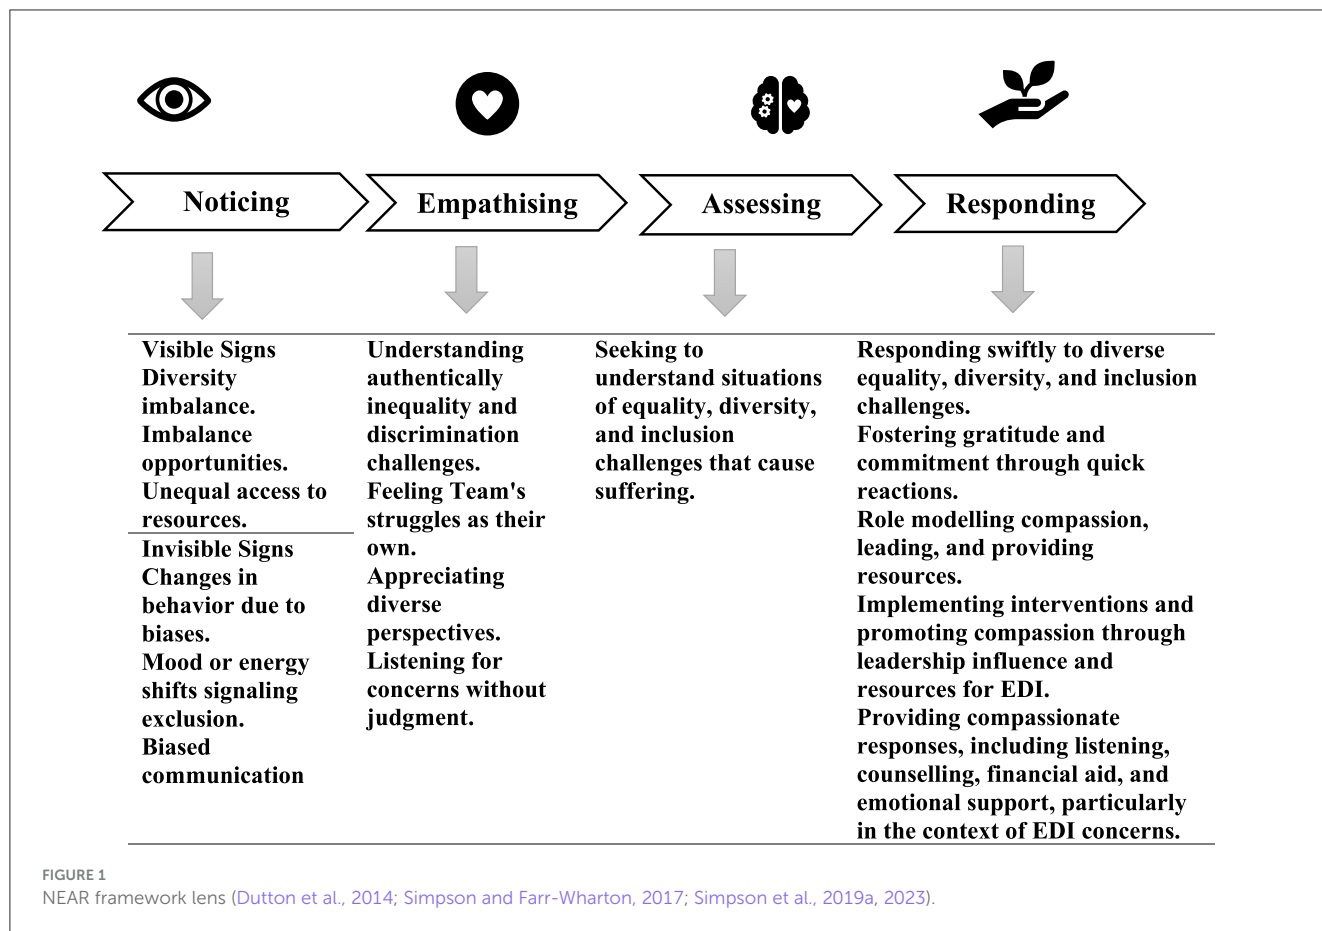 Noticing
Empathising
Assessing
Responding
Visible Signs
Diversity
imbalance.
Imbalance
opportunities.
Unequal access to
resources.
Invisible Signs
Changes in
behavior due to
biases.
Mood or energy
shifts signaling
exclusion.
Biased
communication
Understanding
authentically
inequality and
discrimination
challenges.
Feeling Team's
struggles as their
own.
Appreciating
diverse
perspectives.
Listening for
concerns without
judgment.
Seeking to
understand situations
of equality, diversity,
and inclusion
challenges that cause
suffering.
Responding swiftly to diverse
equality, diversity, and inclusion
challenges.
Fostering gratitude and
commitment through quick
reactions.
Role modelling compassion,
leading, and providing
resources.
Implementing interventions and
promoting compassion through
leadership influence and
resources for EDI.
Providing compassionate
responses, including listening,
counselling, financial aid, and
emotional support, particularly
in the context of EDI concerns.
FIGURE 1
NEAR framework lens (Dutton et al., 2014; Simpson and Farr-Wharton, 2017; Simpson et al., 2019a, 2023).